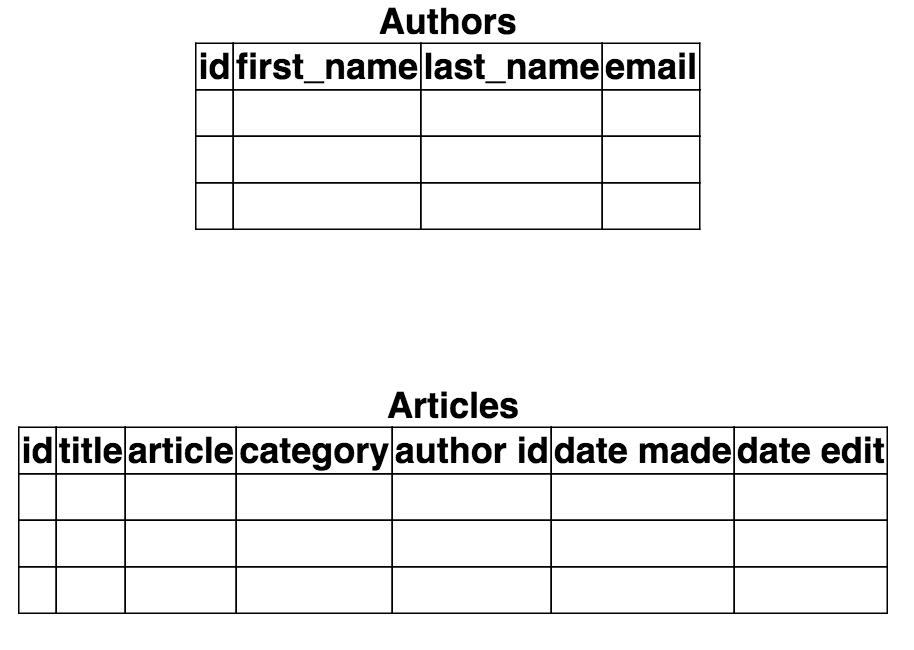 Authors
id first_name last_name email
Articles
id title article category author id date made date edit